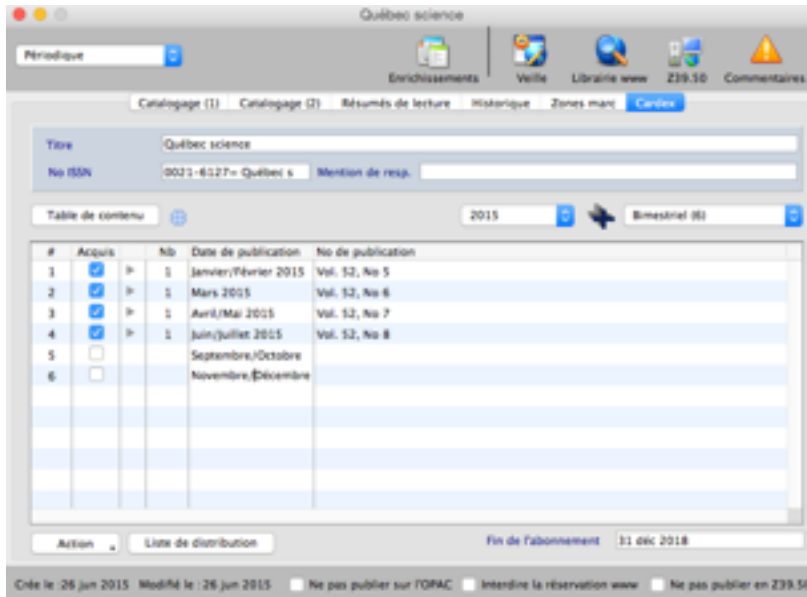 Québec science
Périodique
Enrichissements Veille Librairie www Z39.50 Commentaires
Catalogage (1) Catalogage (2) Résumés de lecture Historique Zones marc Cardex
Titre Québec science
No ISSN 0021-6127= Québec s Mention de resp.
Table de contenu 2015 Bimestriel (6)
# Acquis Nb Date de publication No de publication
1 1 Janvier/Février 2015 Vol. 52, No 5
2 1 Mars 2015 Vol. 52, No 6
3 1 Avril/Mai 2015 Vol. 52, No 7
4 1 Juin/Juillet 2015 Vol. 52, No 8
5 Septembre/Octobre
6 Novembre/Décembre
Action Liste de distribution Fin de l'abonnement 31 déc 2018
Crée le :26 jun 2015 Modifié le : 26 jun 2015 Ne pas publier sur l'OPAC Interdire la réservation www Ne pas publier en Z39.50